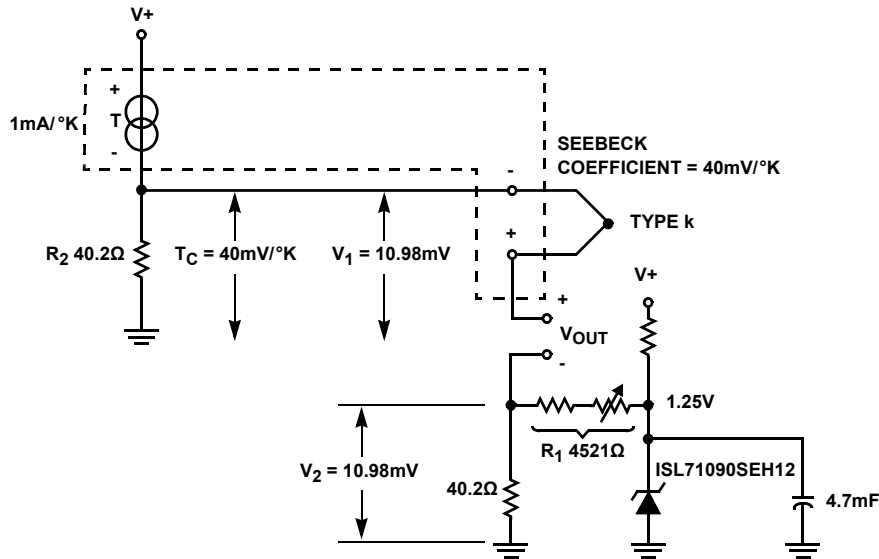 V+
+
T
-
1mA/°K
SEEBECK
COEFFICIENT = 40mV/°K
-
+
TYPE k
R2 40.2Ω
TC = 40mV/°K
V1 = 10.98mV
V+
+
VOUT
-
1.25V
R1 4521Ω
V2 = 10.98mV
40.2Ω
ISL71090SEH12
4.7mF